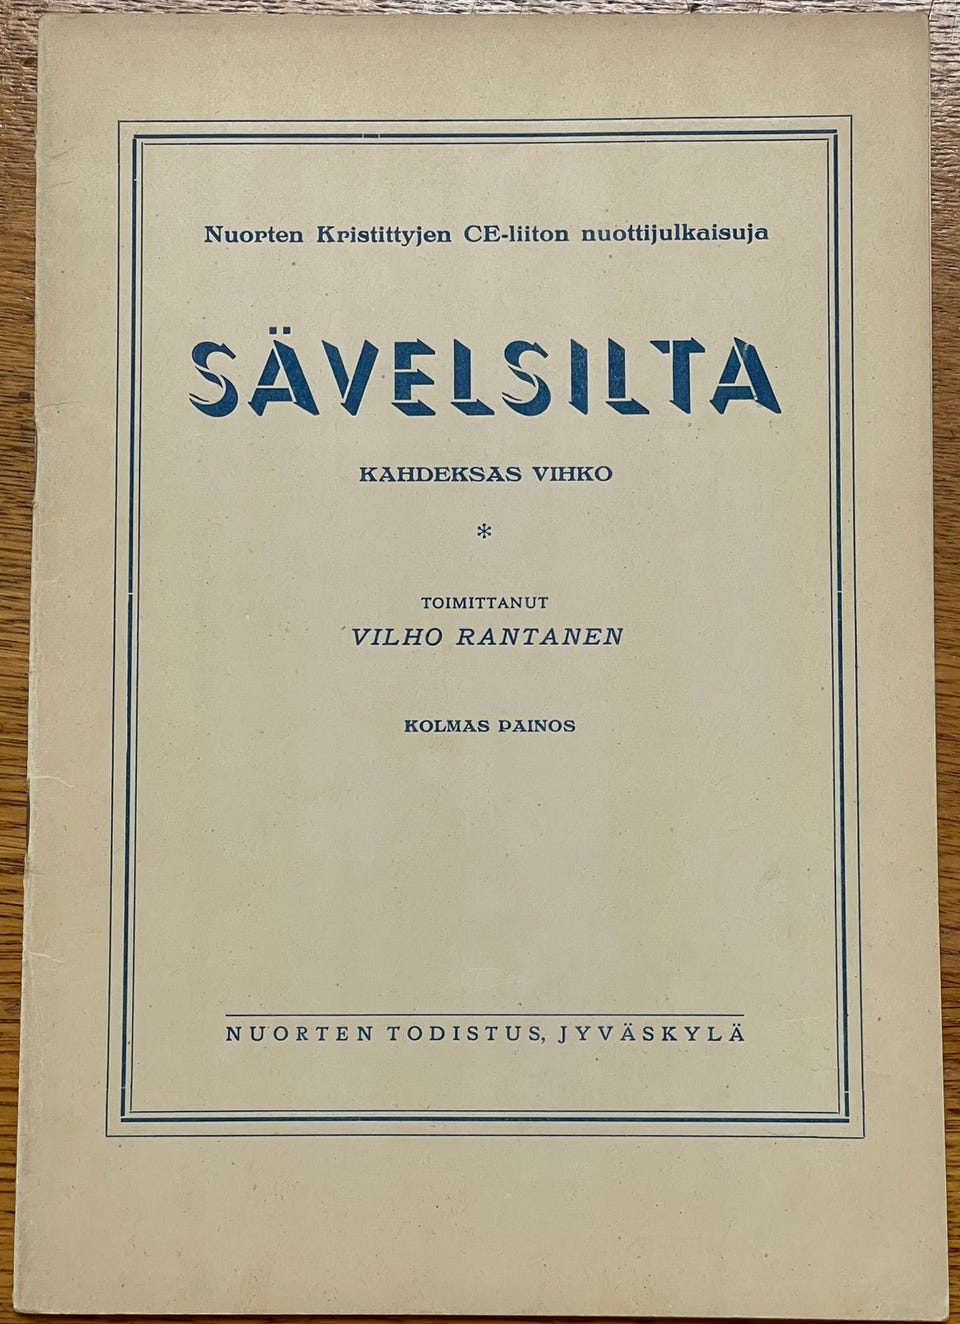 Nuorten Kristittyjen CE-liiton nuottijulkaisuja
SÄVELSILTA
KAHDEKSAS VIHKO
*
TOIMITTANUT
VILHO RANTANEN
KOLMAS PAINOS
NUORTEN TODISTUS, JYVÄSKYLÄ